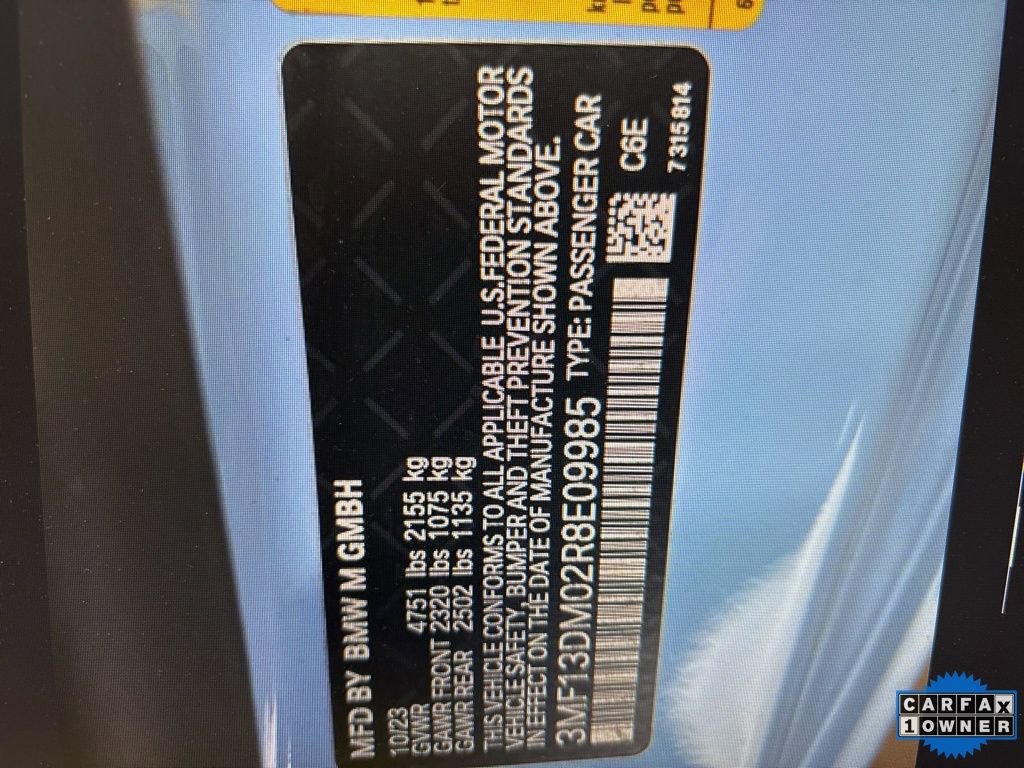 MFD BY BMW M GMBH
10/23
GVWR 4751 lbs 2155 kg
GAWR FRONT 2320 lbs 1075 kg
GAWR REAR 2502 lbs 1135 kg
THIS VEHICLE CONFORMS TO ALL APPLICABLE U.S.FEDERAL MOTOR
VEHICLE SAFETY, BUMPER AND THEFT PREVENTION STANDARDS
IN EFFECT ON THE DATE OF MANUFACTURE SHOWN ABOVE.
3MF13DM02R8E09985 TYPE: PASSENGER CAR
C6E
7315814
CARFAX
1OWNER